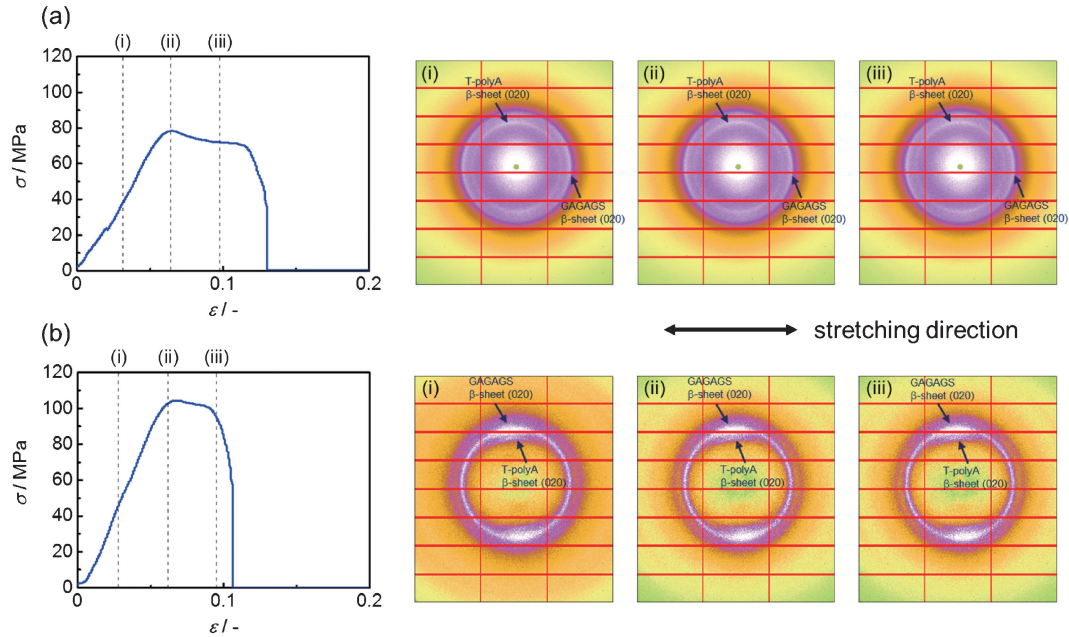 (a)
(i) (ii) (iii)
120
100
80
60
40
20
0
σ / MPa
0 0.1 0.2
ε / -
(i)
T-polyA
β-sheet (020)
GAGAGS
β-sheet (020)
(ii)
T-polyA
β-sheet (020)
GAGAGS
β-sheet (020)
(iii)
T-polyA
β-sheet (020)
GAGAGS
β-sheet (020)
stretching direction
(b)
(i) (ii) (iii)
120
100
80
60
40
20
0
σ / MPa
0 0.1 0.2
ε / -
(i)
GAGAGS
β-sheet (020)
T-polyA
β-sheet (020)
(ii)
GAGAGS
β-sheet (020)
T-polyA
β-sheet (020)
(iii)
GAGAGS
β-sheet (020)
T-polyA
β-sheet (020)